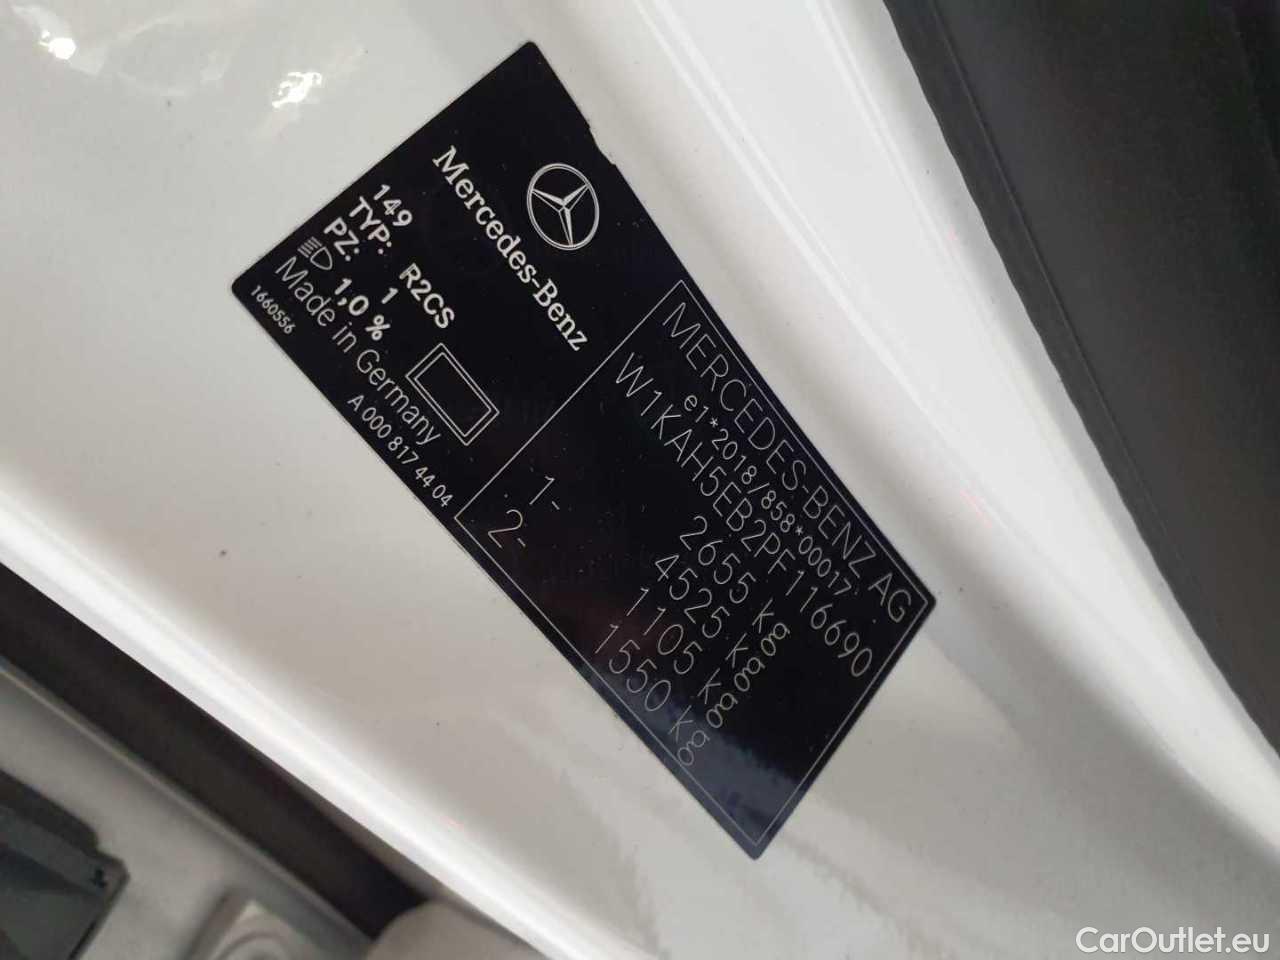 Mercedes-Benz
149
TYP: R2CS
PZ: 1
1,0 %
Made in Germany
1660556
A 000 817 44 04
MERCEDES-BENZ AG
e1*2018/858*00017*
W1KAH5EB2PF116690
2655 kg
4525 kg
1- 1105 kg
2- 1550 kg
CarOutlet.eu